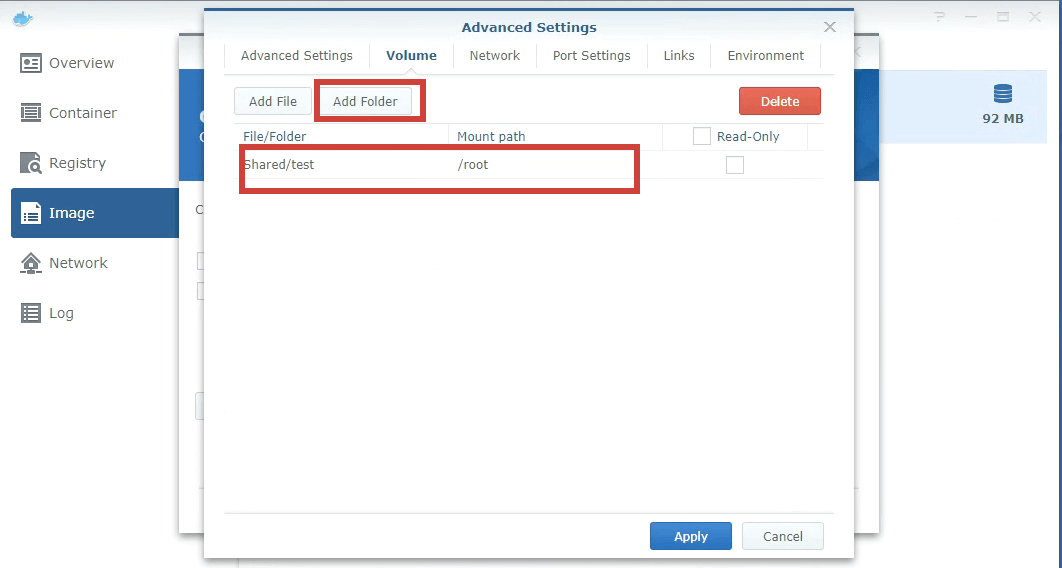 Advanced Settings
Overview
Container
Registry
Image
Network
Log
Advanced Settings Volume Network Port Settings Links Environment
Add File Add Folder Delete
File/Folder Mount path Read-Only
Shared/test /root
92 MB
Apply Cancel